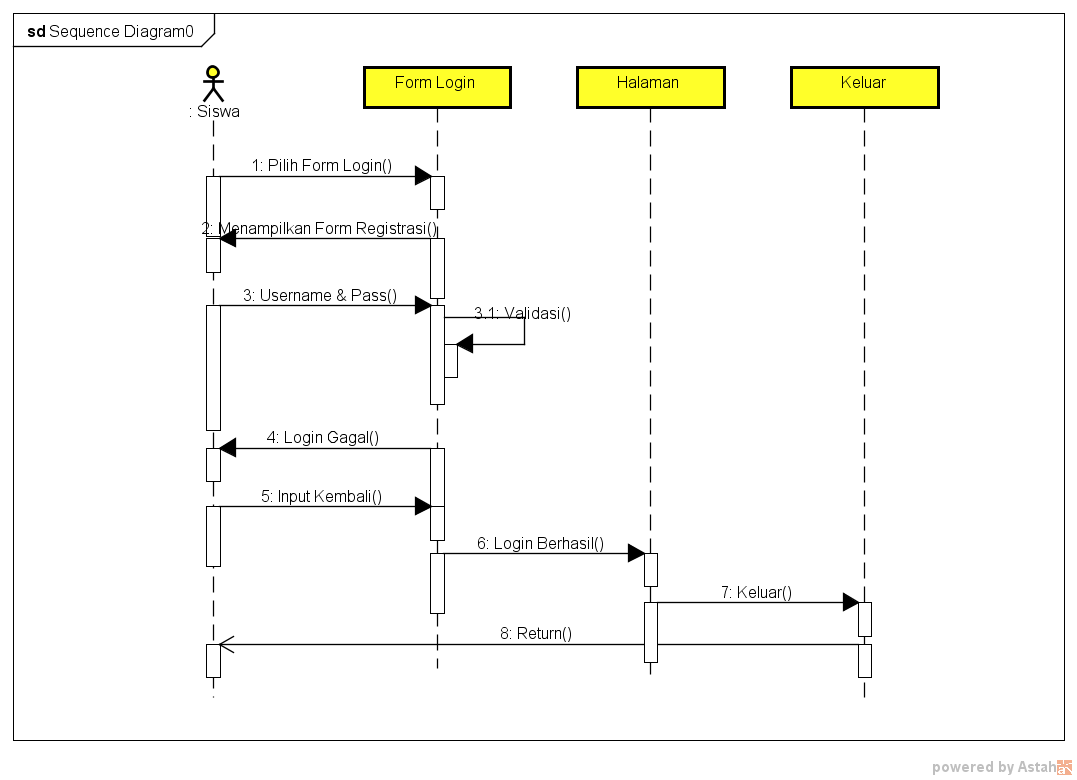 sd Sequence Diagram0
: Siswa
Form Login
Halaman
Keluar
1: Pilih Form Login()
2: Menampilkan Form Registrasi()
3: Username & Pass()
3.1: Validasi()
4: Login Gagal()
5: Input Kembali()
6: Login Berhasil()
7: Keluar()
8: Return()
powered by Astah